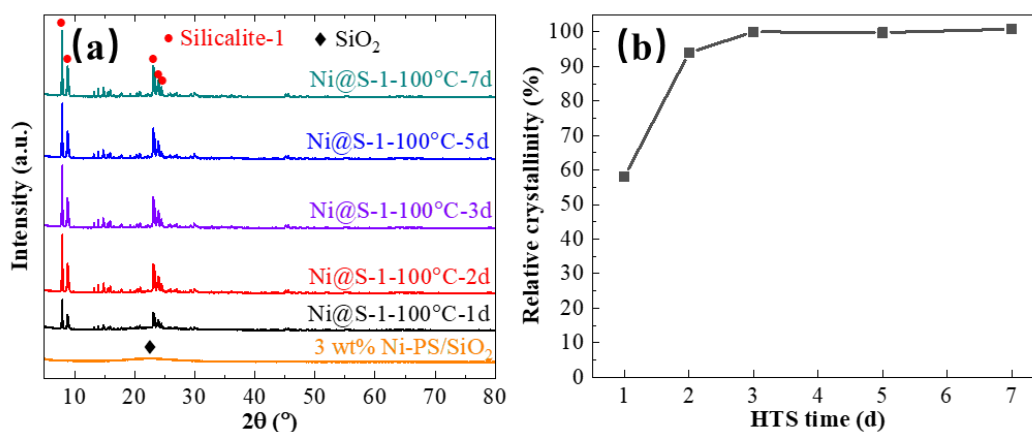 (a)
Silicalite-1
SiO₂
Ni@S-1-100°C-7d
Ni@S-1-100°C-5d
Ni@S-1-100°C-3d
Ni@S-1-100°C-2d
Ni@S-1-100°C-1d
3 wt% Ni-PS/SiO₂
Intensity (a.u.)
10 20 30 40 50 60 70 80
2θ (°)
(b)
Relative crystallinity (%)
100
90
80
70
60
50
40
30
20
10
0
1 2 3 4 5 6 7
HTS time (d)